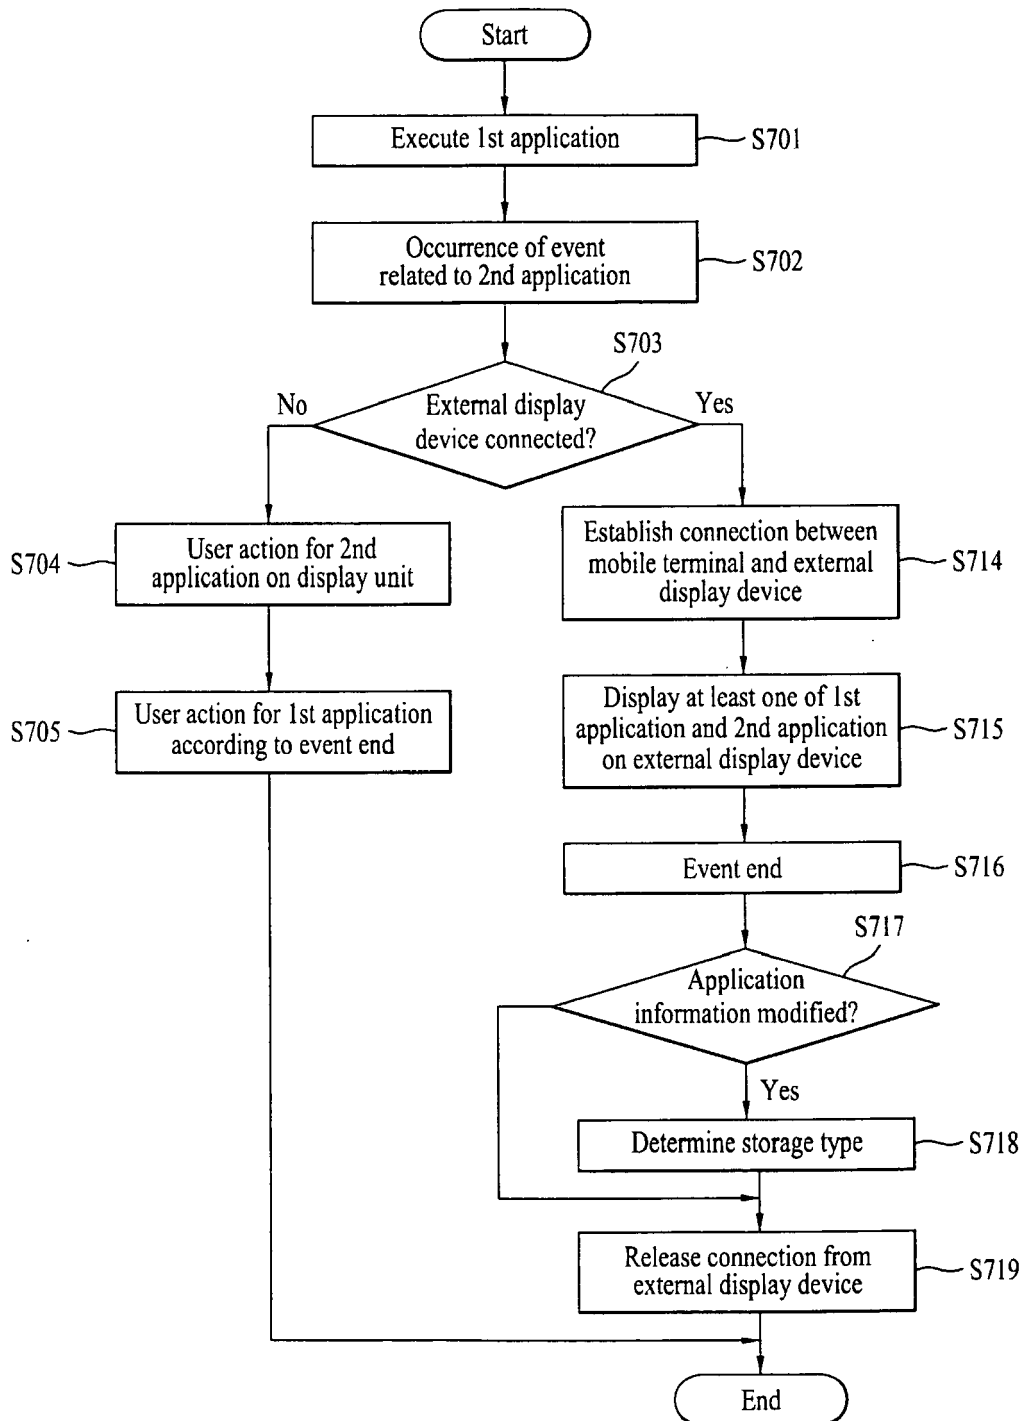 Start
Execute 1st application
S701
Occurrence of event
related to 2nd application
S702
S703
No
External display
device connected?
Yes
S704
User action for 2nd
application on display unit
Establish connection between
mobile terminal and external
display device
S714
S705
User action for 1st application
according to event end
Display at least one of 1st
application and 2nd application
on external display device
S715
Event end
S716
S717
Application
information modified?
Yes
Determine storage type
S718
Release connection from
external display device
S719
End